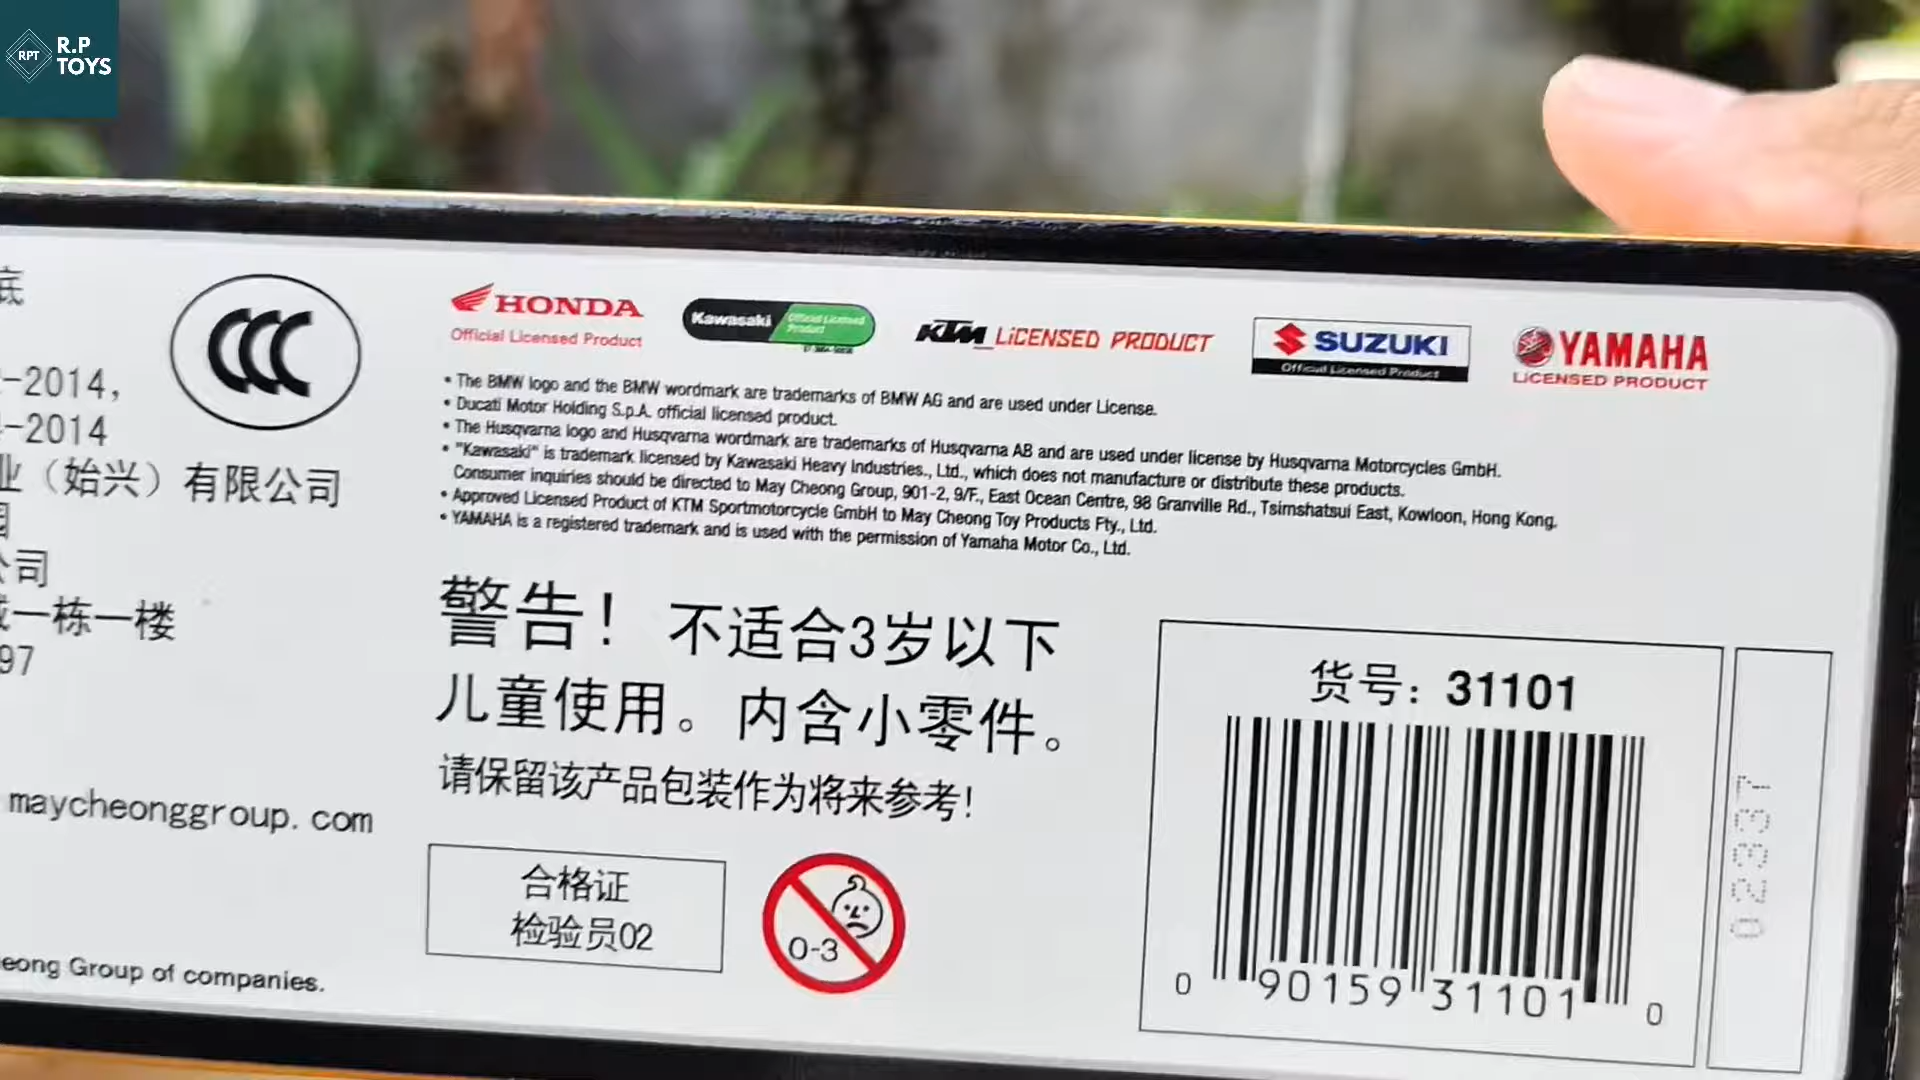 RPT
R.P
TOYS
底
CCC
-2014,
-2014
业（始兴）有限公司
公司
一栋一楼
97
maycheonggroup.com
eong Group of companies.
HONDA
Official Licensed Product
Kawasaki
Official Licensed
Product
KTM LICENSED PRODUCT
SUZUKI
Official Licensed Product
YAMAHA
LICENSED PRODUCT
• The BMW logo and the BMW wordmark are trademarks of BMW AG and are used under License.
• Ducati Motor Holding S.p.A. official licensed product.
• The Husqvarna logo and Husqvarna wordmark are trademarks of Husqvarna AB and are used under license by Husqvarna Motorcycles GmbH.
• "Kawasaki" is trademark licensed by Kawasaki Heavy Industries., Ltd., which does not manufacture or distribute these products.
Consumer inquiries should be directed to May Cheong Group, 901-2, 9/F., East Ocean Centre, 98 Granville Rd., Tsimshatsui East, Kowloon, Hong Kong.
• Approved Licensed Product of KTM Sportmotorcycle GmbH to May Cheong Toy Products Fty., Ltd.
• YAMAHA is a registered trademark and is used with the permission of Yamaha Motor Co., Ltd.
警告！不适合3岁以下
儿童使用。内含小零件。
请保留该产品包装作为将来参考！
合格证
检验员02
0-3
货号：31101
0 90159 31101 0
02337